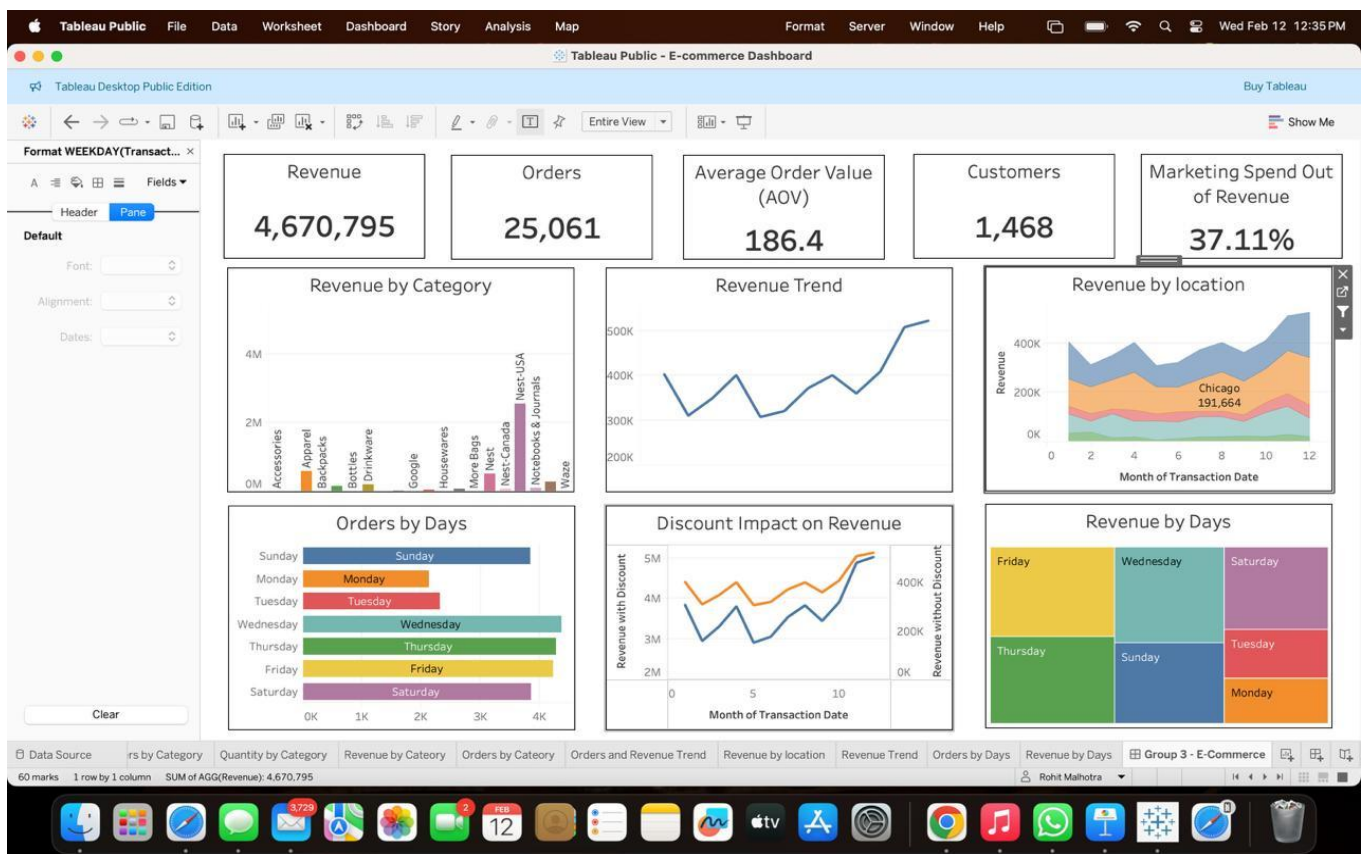 Tableau Public File Data Worksheet Dashboard Story Analysis Map Format Server Window Help Wed Feb 12 12:35 PM
Tableau Public - E-commerce Dashboard
Tableau Desktop Public Edition Buy Tableau
Entire View Show Me
Format WEEKDAY(Transact... ×
Fields
Header Pane
Default
Font:
Alignment:
Dates:
Clear
Revenue
4,670,795
Orders
25,061
Average Order Value
(AOV)
186.4
Customers
1,468
Marketing Spend Out
of Revenue
37.11%
Revenue by Category
4M
2M
0M
Accessories
Apparel
Backpacks
Bottles
Drinkware
Google
Housewares
More Bags
Nest
Nest-Canada
Nest-USA
Notebooks & Journals
Waze
Revenue Trend
500K
400K
300K
200K
Revenue by location
Revenue
400K
200K
0K
Chicago
191,664
0 2 4 6 8 10 12
Month of Transaction Date
Orders by Days
Sunday Sunday
Monday Monday
Tuesday Tuesday
Wednesday Wednesday
Thursday Thursday
Friday Friday
Saturday Saturday
0K 1K 2K 3K 4K
Discount Impact on Revenue
Revenue with Discount
5M
4M
3M
2M
400K
200K
0K
Revenue without Discount
0 5 10
Month of Transaction Date
Revenue by Days
Friday
Wednesday
Saturday
Thursday
Sunday
Tuesday
Monday
Data Source rs by Category Quantity by Category Revenue by Cateory Orders by Cateory Orders and Revenue Trend Revenue by location Revenue Trend Orders by Days Revenue by Days Group 3 - E-Commerce
60 marks 1 row by 1 column SUM of AGG(Revenue): 4,670,795 Rohit Malhotra
3,729
2
FEB
12
tv